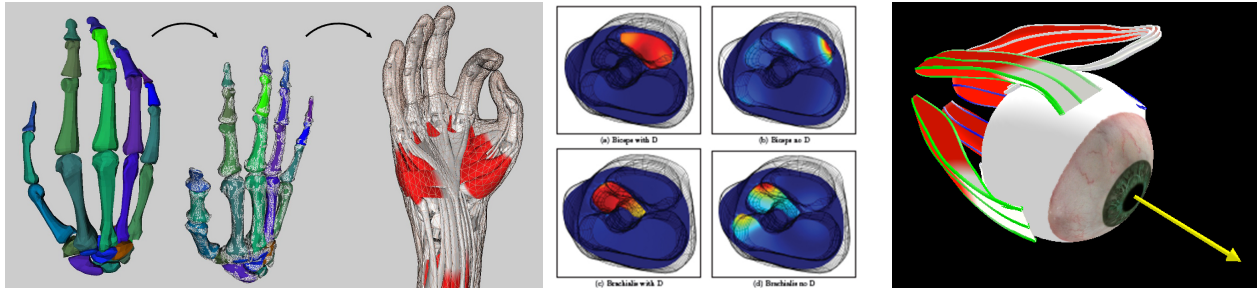 (a) Biceps with D
(b) Biceps no D
(c) Brachialis with D
(d) Brachialis no D